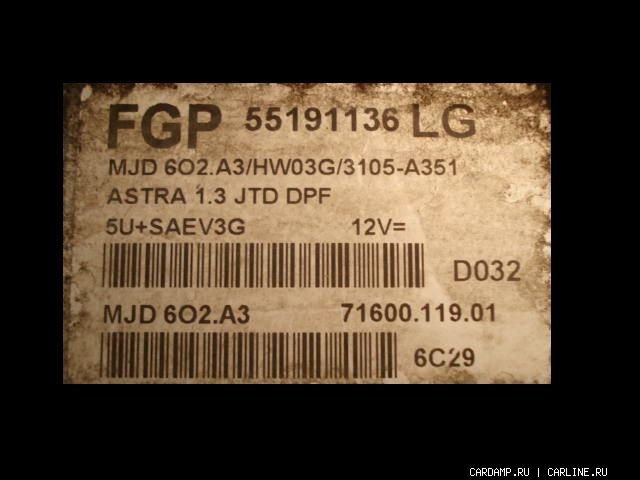 FGP 55191136 LG
MJD 6O2.A3/HW03G/3105-A351
ASTRA 1.3 JTD DPF
5U+SAEV3G 12V=
D032
MJD 6O2.A3 71600.119.01
6C29
CARDAMP.RU | CARLINE.RU